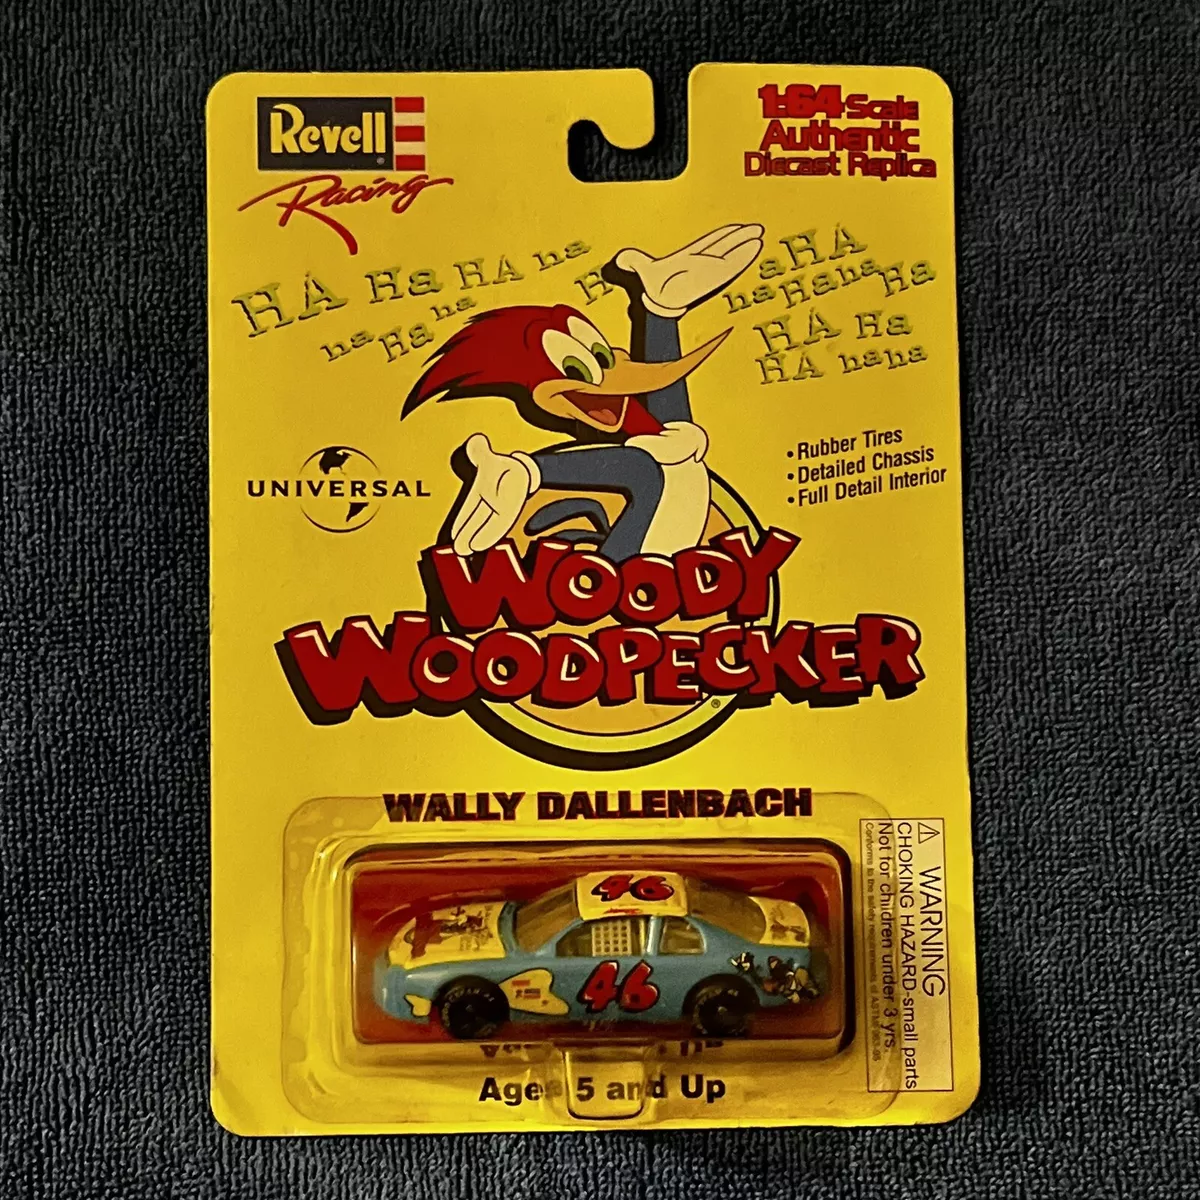 Revell
Racing
1:64 Scale
Authentic
Diecast Replica
HA Ha HA ha
ha Ha ha
H
aHA
ha Ha ha Ha
HA Ha
HA ha ha
UNIVERSAL
• Rubber Tires
• Detailed Chassis
• Full Detail Interior
WOODY
WOODPECKER
®
WALLY DALLENBACH
46
46
Ages 5 and Up
WARNING
CHOKING HAZARD-small parts
Not for children under 3 yrs.